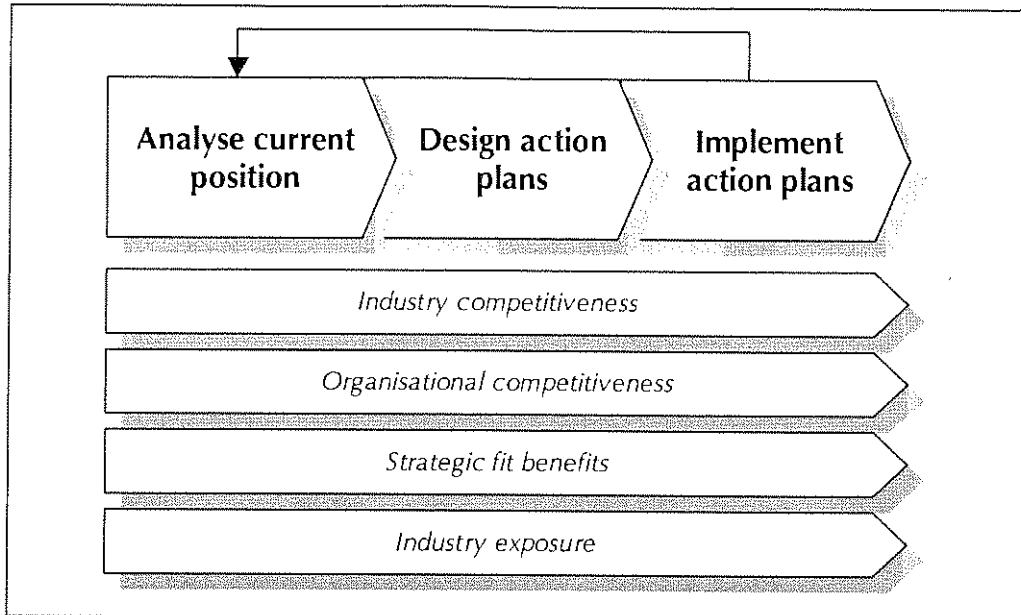 Analyse current
position
Design action
plans
Implement
action plans
Industry competitiveness
Organisational competitiveness
Strategic fit benefits
Industry exposure